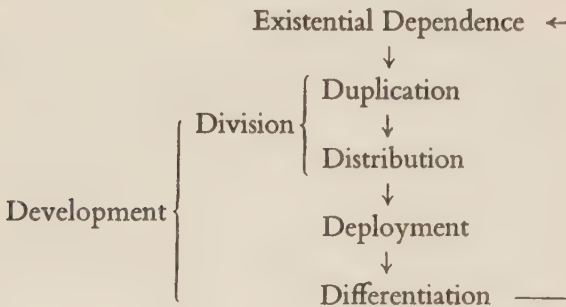 Existential Dependence
Duplication
Division
Distribution
Development
Deployment
Differentiation